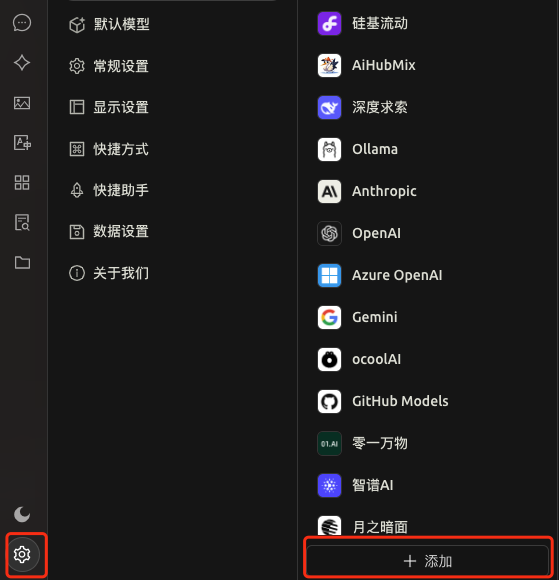 默认模型
常规设置
显示设置
快捷方式
快捷助手
数据设置
关于我们
硅基流动
AiHubMix
深度求索
Ollama
Anthropic
OpenAI
Azure OpenAI
Gemini
ocoolAI
GitHub Models
01.AI 零一万物
智谱AI
月之暗面
添加